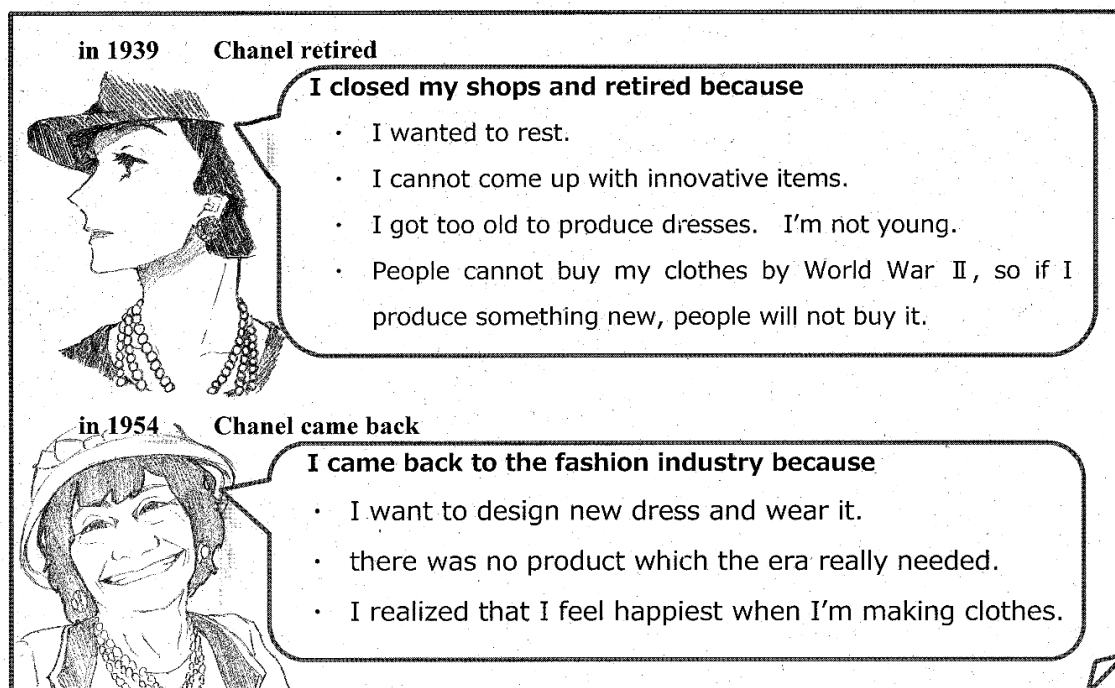 in 1939 Chanel retired
I closed my shops and retired because
・ I wanted to rest.
・ I cannot come up with innovative items.
・ I got too old to produce dresses. I'm not young.
・ People cannot buy my clothes by World War Ⅱ, so if I
produce something new, people will not buy it.
in 1954 Chanel came back
I came back to the fashion industry because
・ I want to design new dress and wear it.
・ there was no product which the era really needed.
・ I realized that I feel happiest when I'm making clothes.